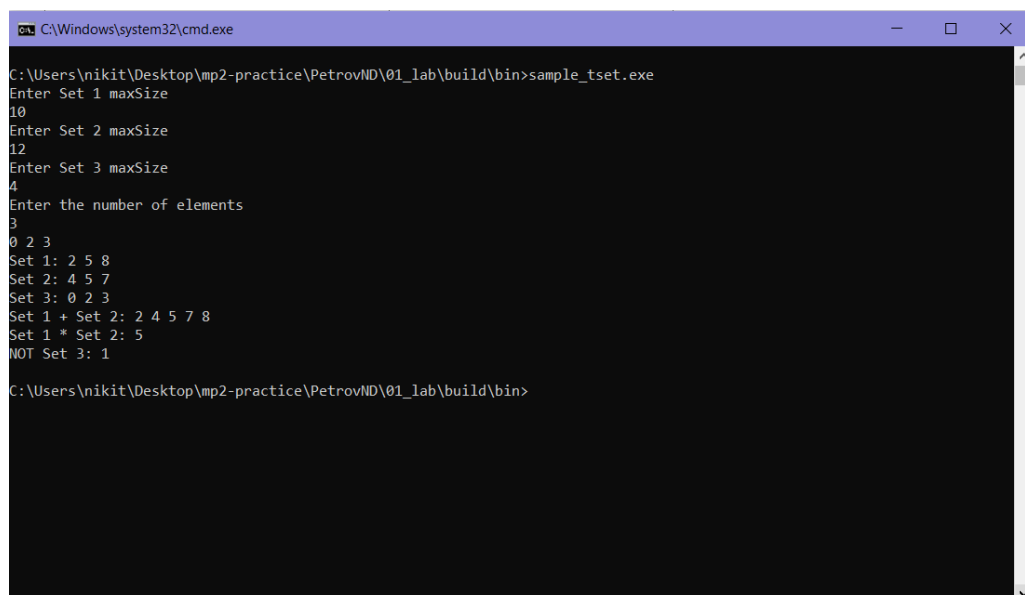 C:\Windows\system32\cmd.exe
C:\Users\nikit\Desktop\mp2-practice\PetrovND\01_lab\build\bin>sample_tset.exe
Enter Set 1 maxSize
10
Enter Set 2 maxSize
12
Enter Set 3 maxSize
4
Enter the number of elements
3
0 2 3
Set 1: 2 5 8
Set 2: 4 5 7
Set 3: 0 2 3
Set 1 + Set 2: 2 4 5 7 8
Set 1 * Set 2: 5
NOT Set 3: 1
C:\Users\nikit\Desktop\mp2-practice\PetrovND\01_lab\build\bin>